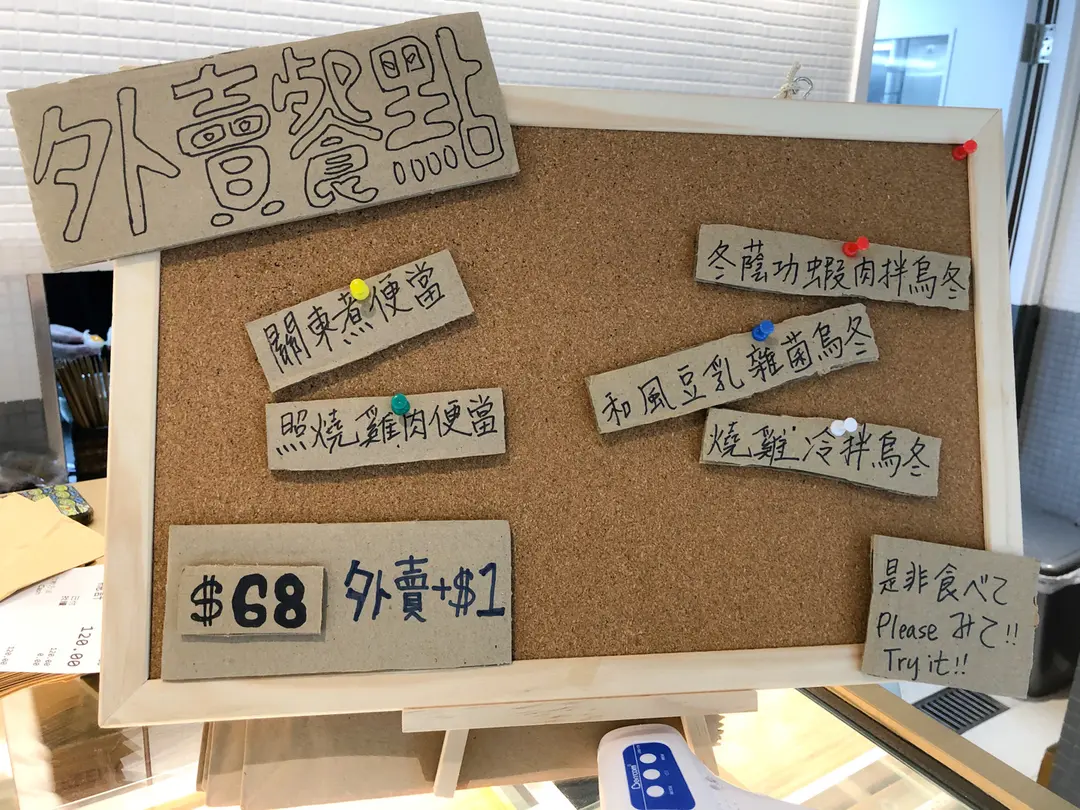 外賣餐點
關東煮便當
照燒雞肉便當
冬蔭功蝦肉拌烏冬
和風豆乳雜菌烏冬
燒雞冷拌烏冬
$68
外賣+$1
是非食べて
Please みて!!
Try it!!
120.00